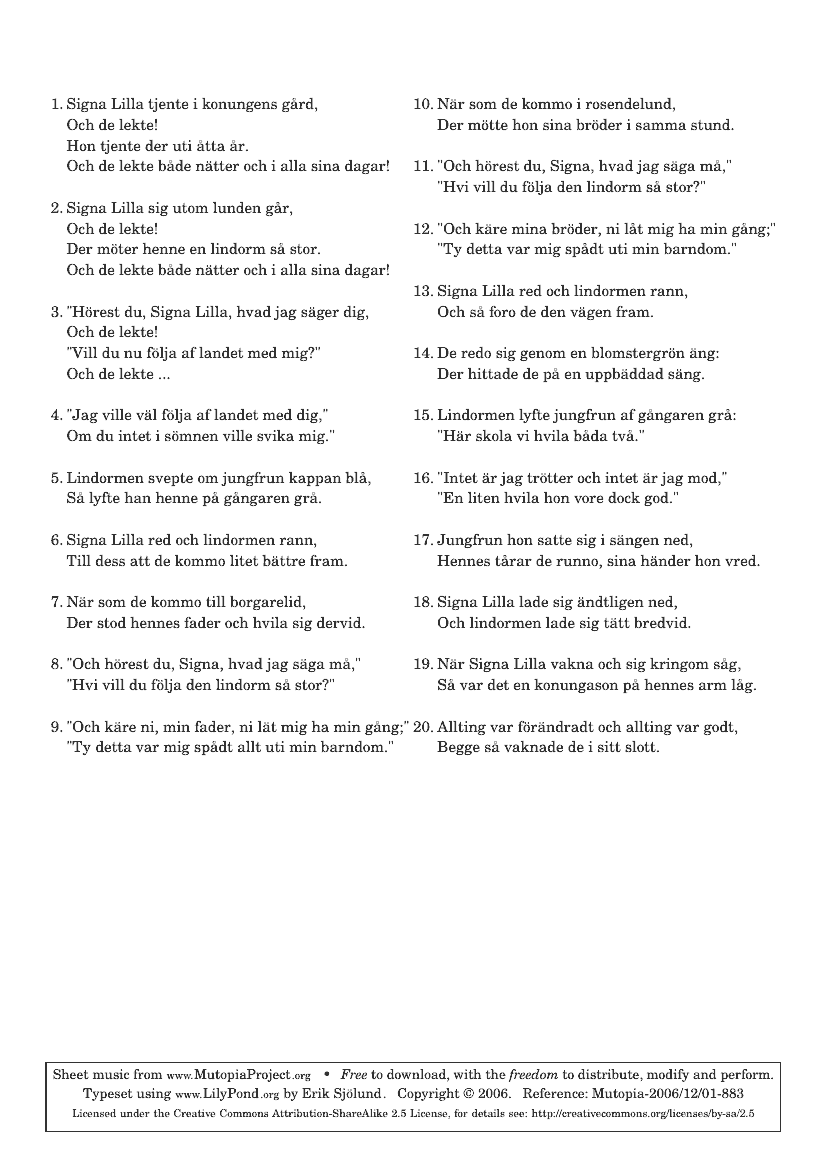 1. Signa Lilla tjente i konungens gård,
Och de lekte!
Hon tjente der uti åtta år.
Och de lekte både nätter och i alla sina dagar!
2. Signa Lilla sig utom lunden går,
Och de lekte!
Der möter henne en lindorm så stor.
Och de lekte både nätter och i alla sina dagar!
3. "Hörest du, Signa Lilla, hvad jag säger dig,
Och de lekte!
"Vill du nu följa af landet med mig?"
Och de lekte ...
4. "Jag ville väl följa af landet med dig,"
Om du intet i sömnen ville svika mig."
5. Lindormen svepte om jungfrun kappan blå,
Så lyfte han henne på gångaren grå.
6. Signa Lilla red och lindormen rann,
Till dess att de kommo litet bättre fram.
7. När som de kommo till borgarelid,
Der stod hennes fader och hvila sig dervid.
8. "Och hörest du, Signa, hvad jag säga må,"
"Hvi vill du följa den lindorm så stor?"
9. "Och käre ni, min fader, ni lät mig ha min gång;"
"Ty detta var mig spådt allt uti min barndom."
10. När som de kommo i rosendelund,
Der mötte hon sina bröder i samma stund.
11. "Och hörest du, Signa, hvad jag säga må,"
"Hvi vill du följa den lindorm så stor?"
12. "Och käre mina bröder, ni låt mig ha min gång;"
"Ty detta var mig spådt uti min barndom."
13. Signa Lilla red och lindormen rann,
Och så foro de den vägen fram.
14. De redo sig genom en blomstergrön äng:
Der hittade de på en uppbäddad säng.
15. Lindormen lyfte jungfrun af gångaren grå:
"Här skola vi hvila båda två."
16. "Intet är jag trötter och intet är jag mod,"
"En liten hvila hon vore dock god."
17. Jungfrun hon satte sig i sängen ned,
Hennes tårar de runno, sina händer hon vred.
18. Signa Lilla lade sig ändtligen ned,
Och lindormen lade sig tätt bredvid.
19. När Signa Lilla vakna och sig kringom såg,
Så var det en konungason på hennes arm låg.
20. Allting var förändradt och allting var godt,
Begge så vaknade de i sitt slott.
Sheet music from www.MutopiaProject.org • Free to download, with the freedom to distribute, modify and perform.
Typeset using www.LilyPond.org by Erik Sjölund. Copyright © 2006. Reference: Mutopia-2006/12/01-883
Licensed under the Creative Commons Attribution-ShareAlike 2.5 License, for details see: http://creativecommons.org/licenses/by-sa/2.5